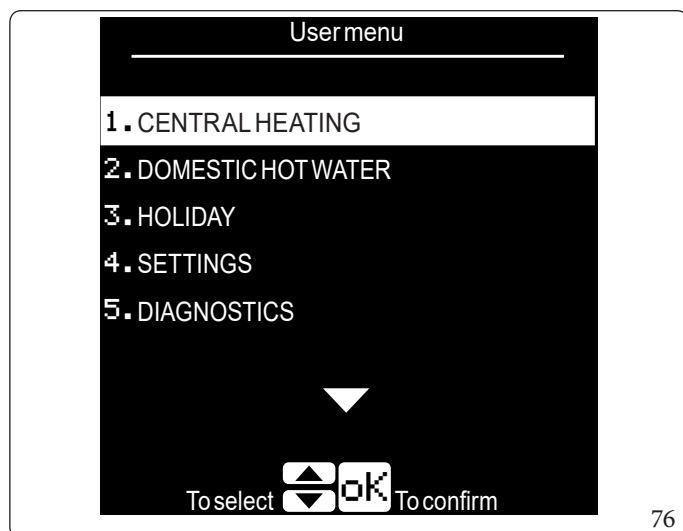 User menu
1. CENTRAL HEATING
2. DOMESTIC HOT WATER
3. HOLIDAY
4. SETTINGS
5. DIAGNOSTICS
To select oK To confirm
76